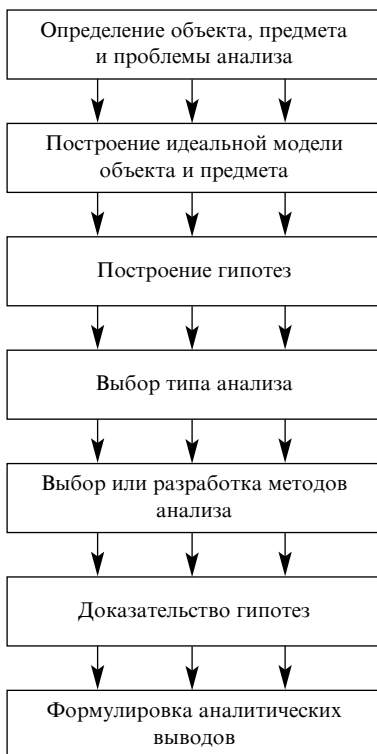 Определение объекта, предмета
и проблемы анализа
Построение идеальной модели
объекта и предмета
Построение гипотез
Выбор типа анализа
Выбор или разработка методов
анализа
Доказательство гипотез
Формулировка аналитических
выводов